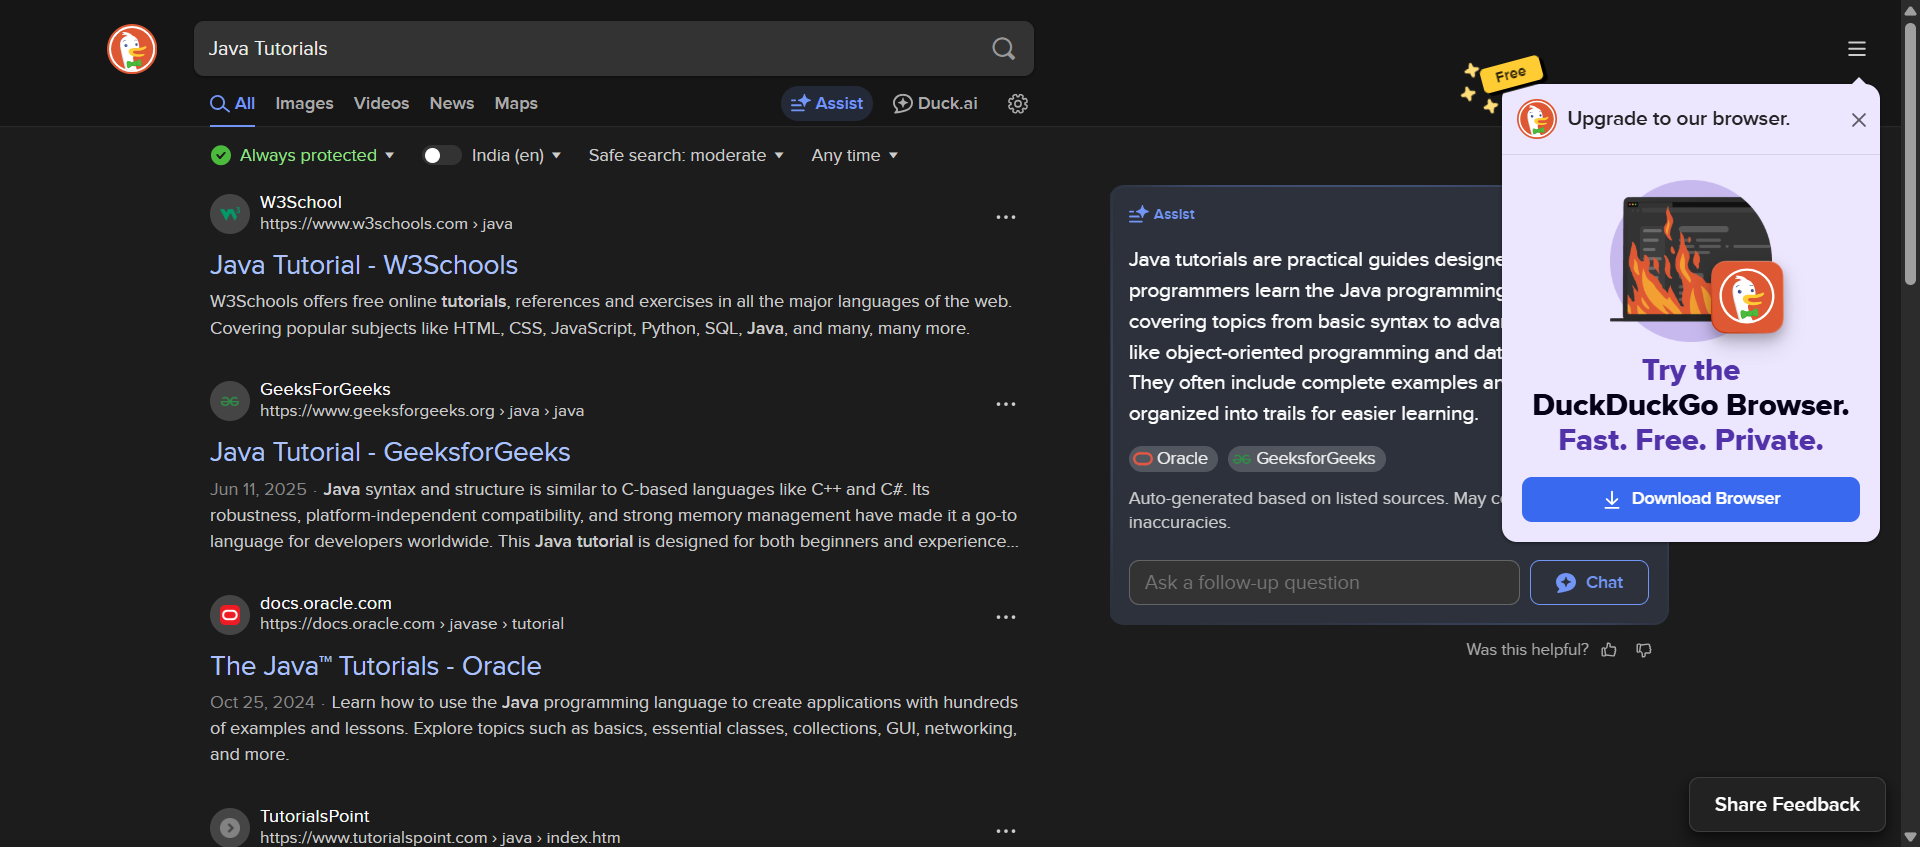 Java Tutorials
All
Images
Videos
News
Maps
Assist
Duck.ai
Always protected
India (en)
Safe search: moderate
Any time
W3School
https://www.w3schools.com › java
Java Tutorial - W3Schools
W3Schools offers free online tutorials, references and exercises in all the major languages of the web.
Covering popular subjects like HTML, CSS, JavaScript, Python, SQL, Java, and many, many more.
GeeksForGeeks
https://www.geeksforgeeks.org › java › java
Java Tutorial - GeeksforGeeks
Jun 11, 2025 · Java syntax and structure is similar to C-based languages like C++ and C#. Its
robustness, platform-independent compatibility, and strong memory management have made it a go-to
language for developers worldwide. This Java tutorial is designed for both beginners and experience...
docs.oracle.com
https://docs.oracle.com › javase › tutorial
The Java™ Tutorials - Oracle
Oct 25, 2024 · Learn how to use the Java programming language to create applications with hundreds
of examples and lessons. Explore topics such as basics, essential classes, collections, GUI, networking,
and more.
TutorialsPoint
https://www.tutorialspoint.com › java › index.htm
Assist
Java tutorials are practical guides designe
programmers learn the Java programming
covering topics from basic syntax to adva
like object-oriented programming and dat
They often include complete examples an
organized into trails for easier learning.
Oracle
GeeksforGeeks
Auto-generated based on listed sources. May c
inaccuracies.
Ask a follow-up question
Chat
Was this helpful?
Free
Upgrade to our browser.
Try the
DuckDuckGo Browser.
Fast. Free. Private.
Download Browser
Share Feedback